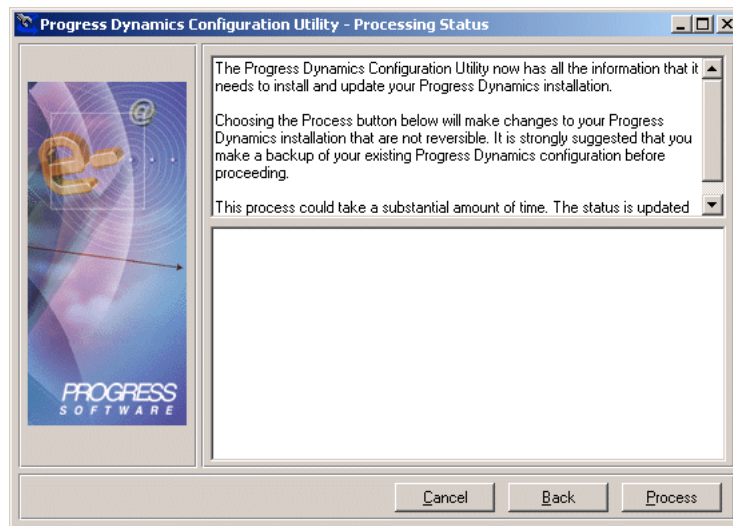 Progress Dynamics Configuration Utility - Processing Status
The Progress Dynamics Configuration Utility now has all the information that it
needs to install and update your Progress Dynamics installation.
Choosing the Process button below will make changes to your Progress
Dynamics installation that are not reversible. It is strongly suggested that you
make a backup of your existing Progress Dynamics configuration before
proceeding.
This process could take a substantial amount of time. The status is updated
@
e-
PROGRESS
SOFTWARE
Cancel
Back
Process